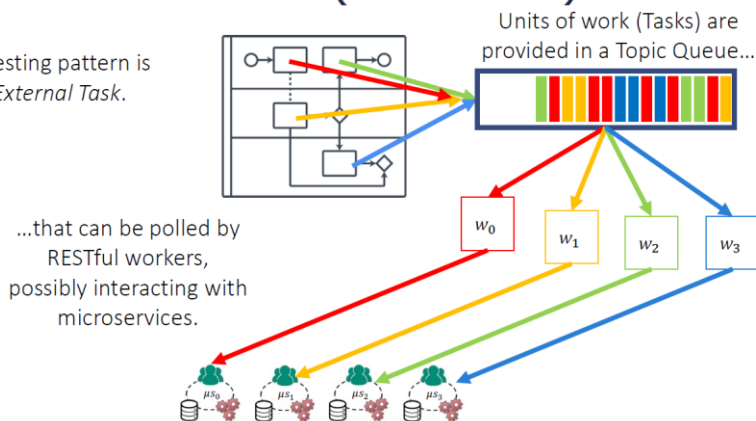 Units of work (Tasks) are
provided in a Topic Queue…
pattern is
External Task.
…that can be polled by
RESTful workers,
possibly interacting with
microservices.
w₀
w₁
w₂
w₃
μs₀
μs₁
μs₂
μs₃